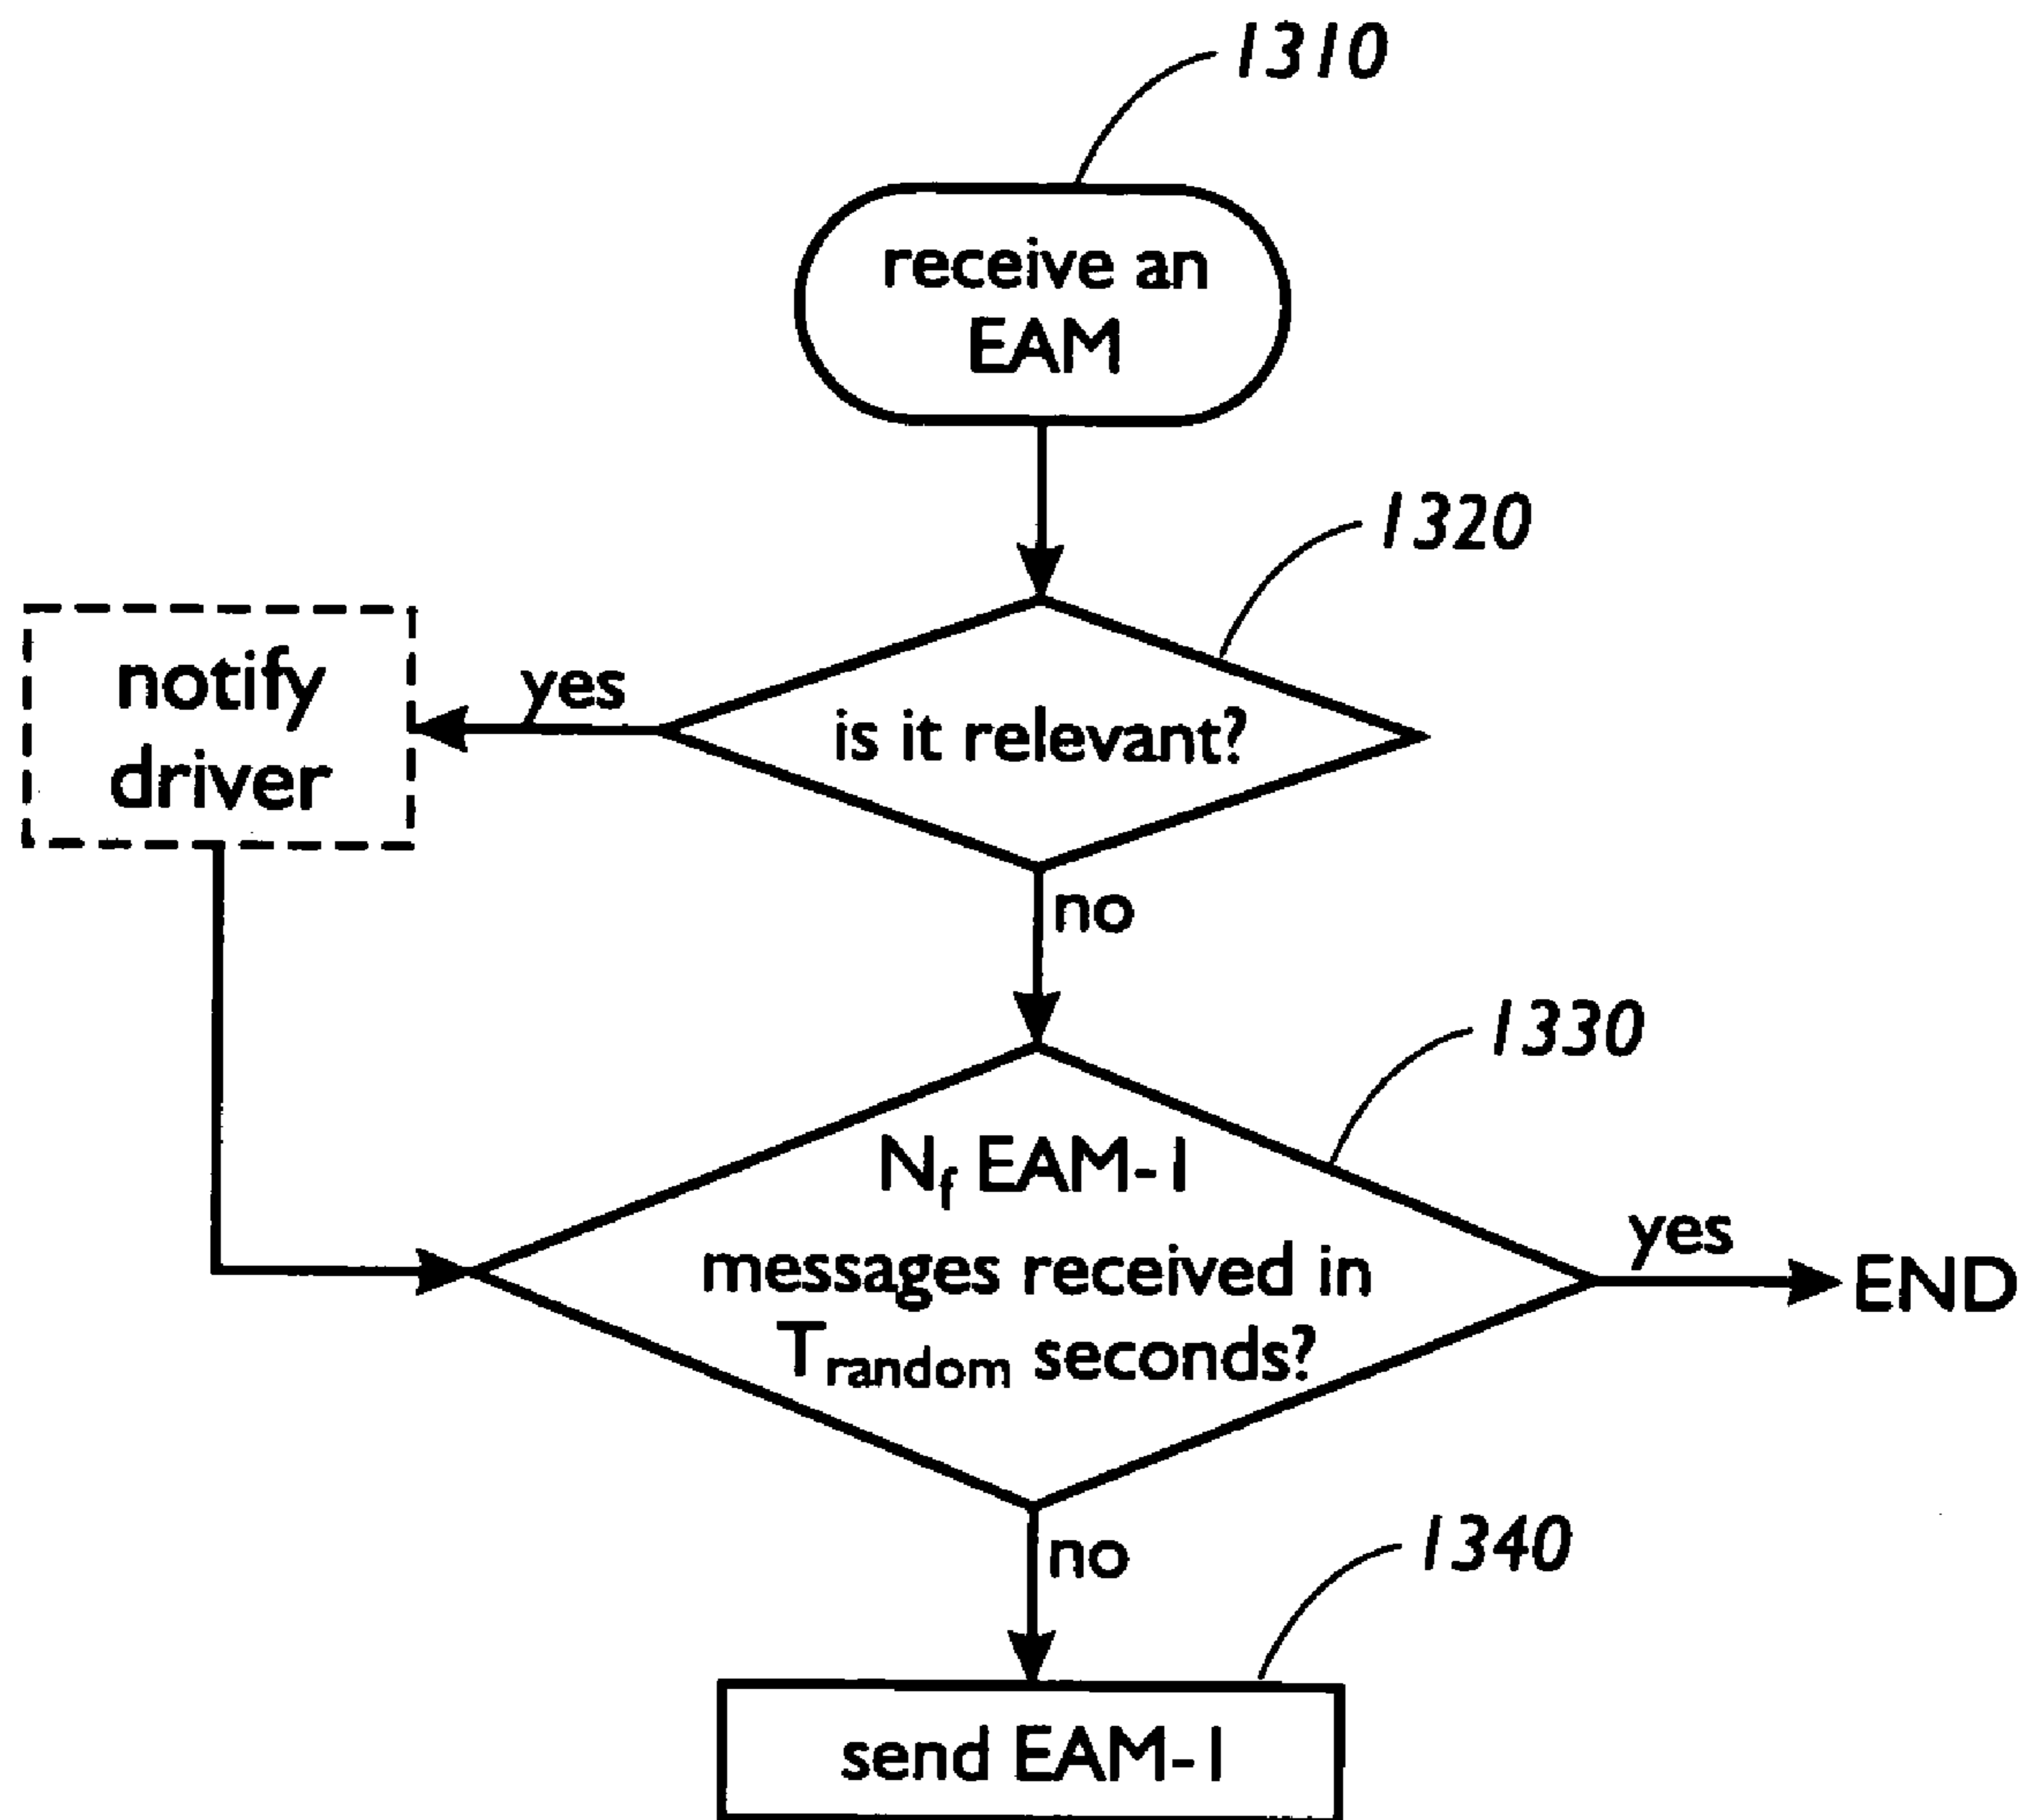 1310
receive an
EAM
1320
notify
driver
yes
is it relevant?
no
1330
Nf EAM-1
messages received in
Trandom seconds?
yes
END
no
1340
send EAM-1